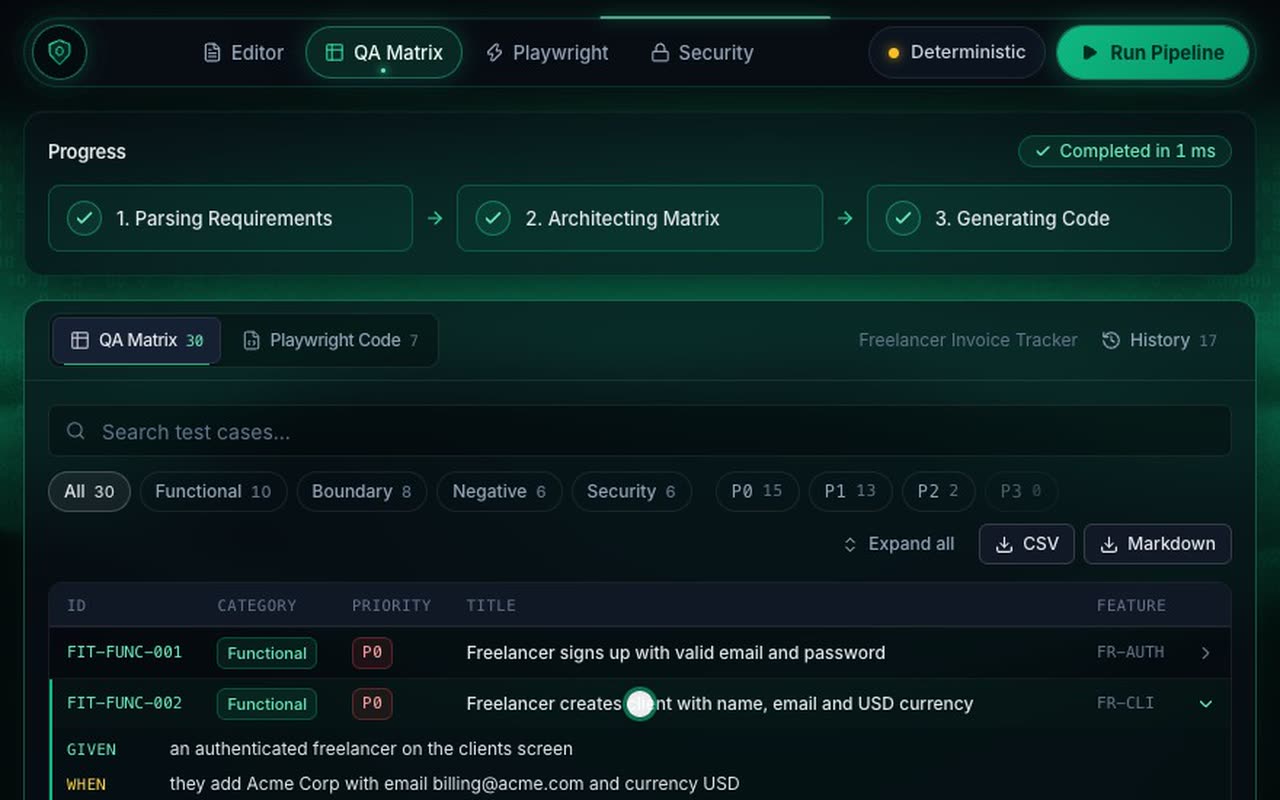 Editor QA Matrix Playwright Security Deterministic Run Pipeline
Progress Completed in 1 ms
1. Parsing Requirements 2. Architecting Matrix 3. Generating Code
QA Matrix 30 Playwright Code 7 Freelancer Invoice Tracker History 17
Search test cases...
All 30 Functional 10 Boundary 8 Negative 6 Security 6 P0 15 P1 13 P2 2 P3 0
Expand all CSV Markdown
ID CATEGORY PRIORITY TITLE FEATURE
FIT-FUNC-001 Functional P0 Freelancer signs up with valid email and password FR-AUTH
FIT-FUNC-002 Functional P0 Freelancer creates client with name, email and USD currency FR-CLI
GIVEN an authenticated freelancer on the clients screen
WHEN they add Acme Corp with email billing@acme.com and currency USD